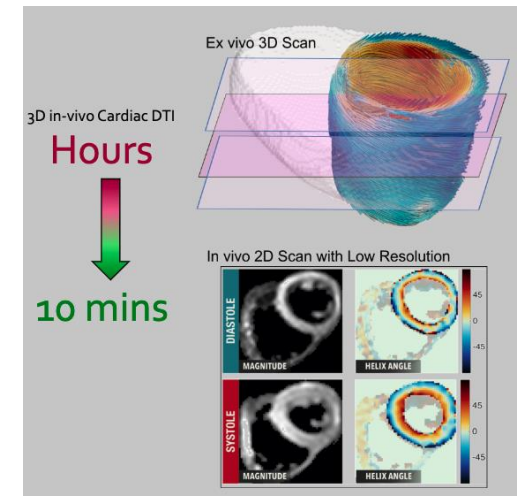 Ex vivo 3D Scan
3D in-vivo Cardiac DTI
Hours
10 mins
In vivo 2D Scan with Low Resolution
DIASTOLE
MAGNITUDE
HELIX ANGLE
45
0
-45
SYSTOLE
MAGNITUDE
HELIX ANGLE
45
0
-45